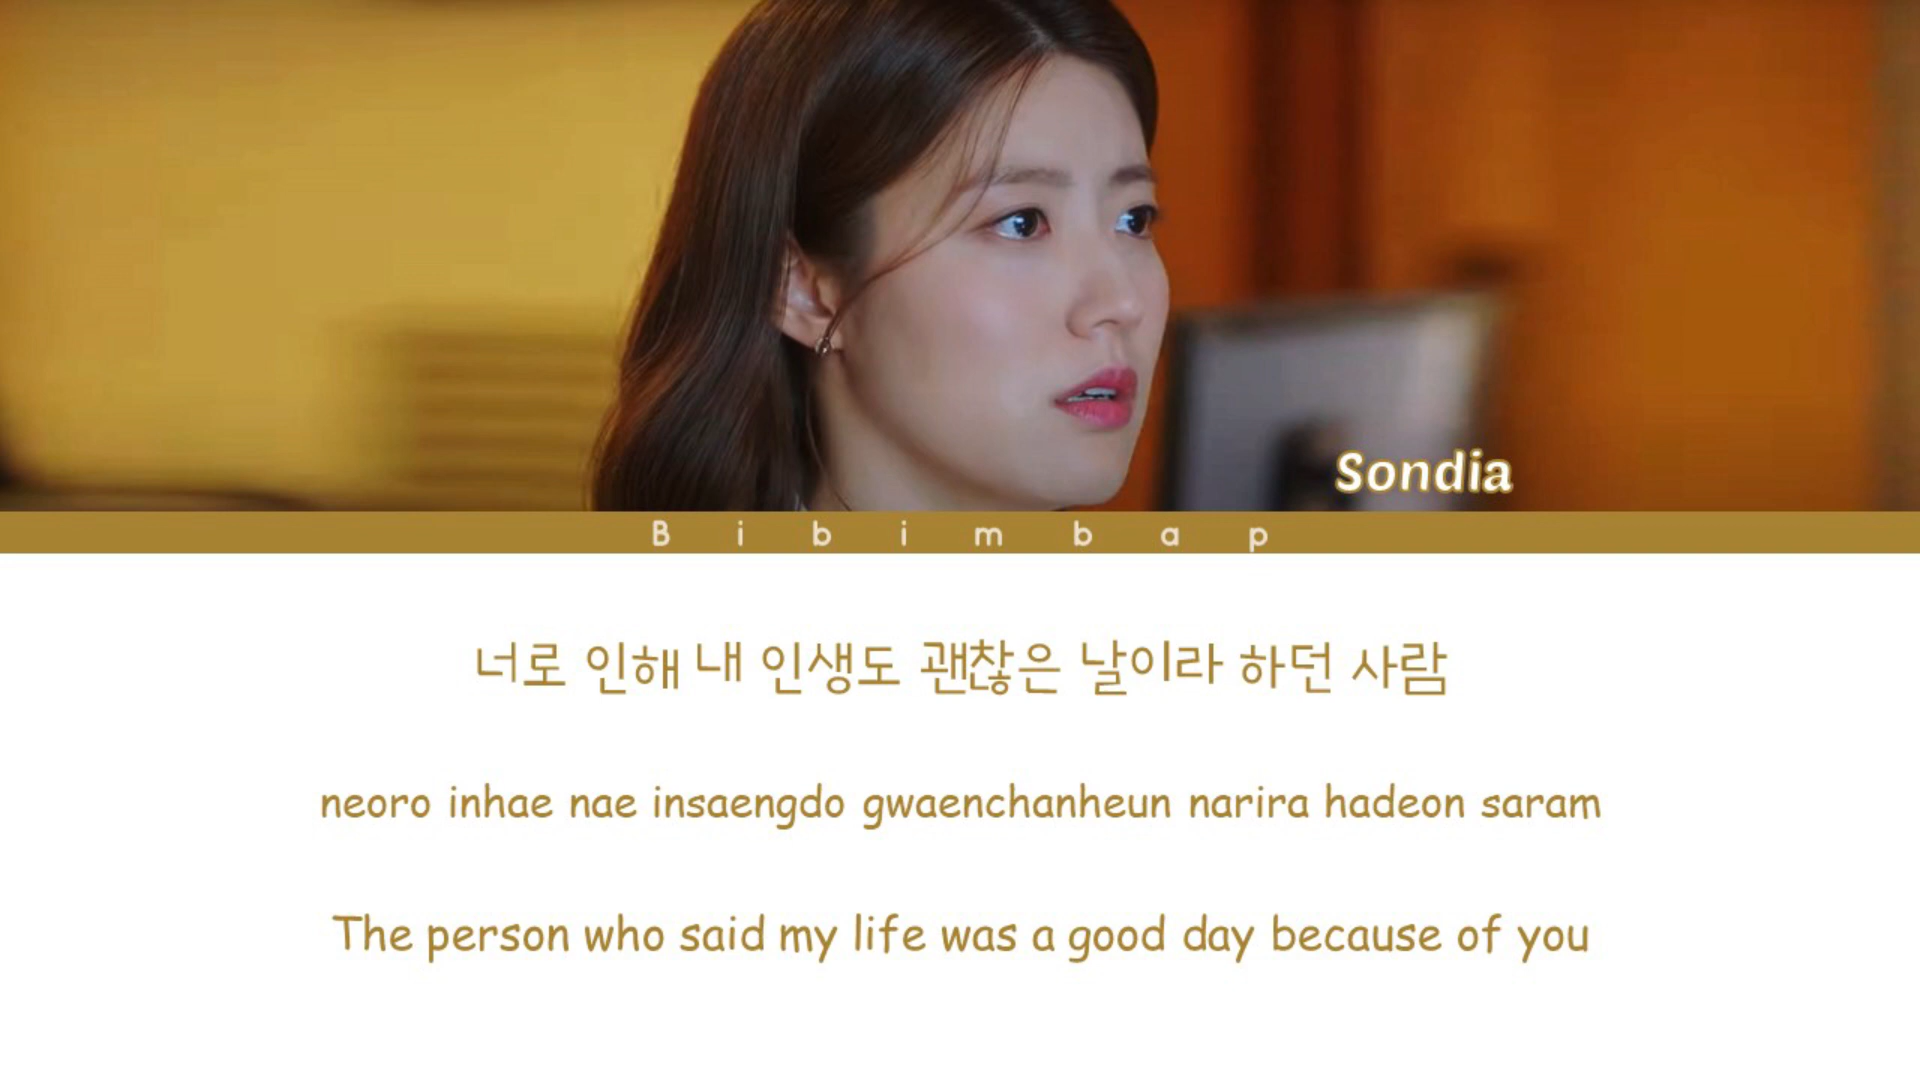 Sondia
Bibimbap
너로 인해 내 인생도 괜찮은 날이라 하던 사람
neoro inhae nae insaengdo gwaenchanheun narira hadeon saram
The person who said my life was a good day because of you